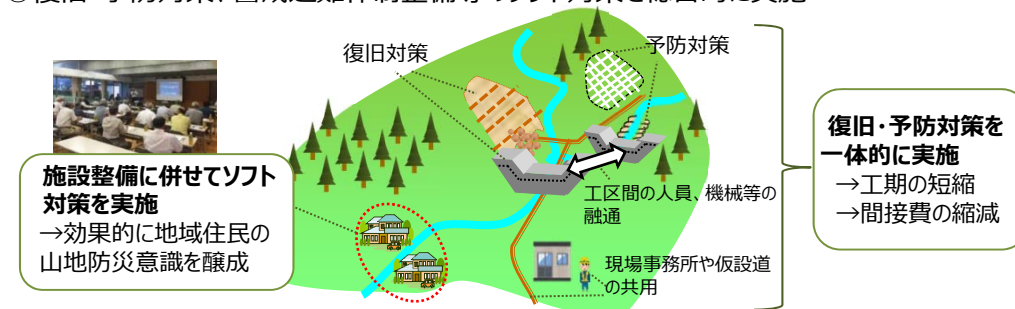 復旧対策
予防対策
施設整備に併せてソフト
対策を実施
→効果的に地域住民の
山地防災意識を醸成
工区間の人員、機械等の
融通
現場事務所や仮設道
の共用
復旧・予防対策を
一体的に実施
→工期の短縮
→間接費の縮減